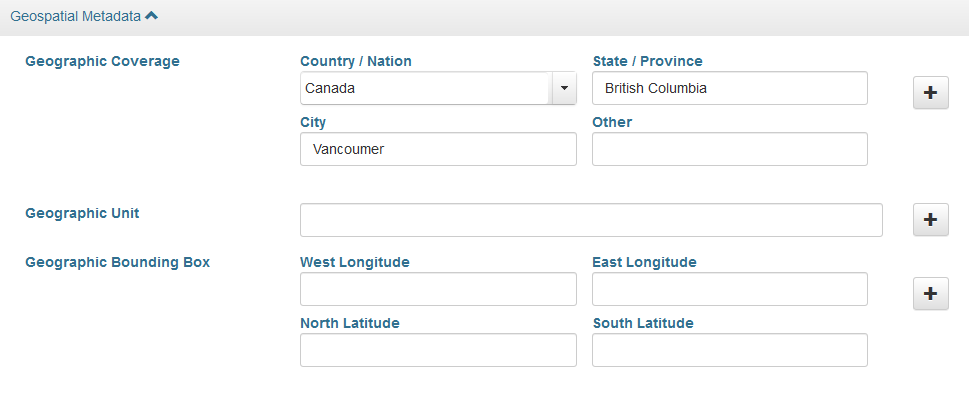 Geospatial Metadata
Geographic Coverage
Country / Nation
State / Province
Canada
British Columbia
City
Other
Vancoumer
Geographic Unit
Geographic Bounding Box
West Longitude
East Longitude
North Latitude
South Latitude